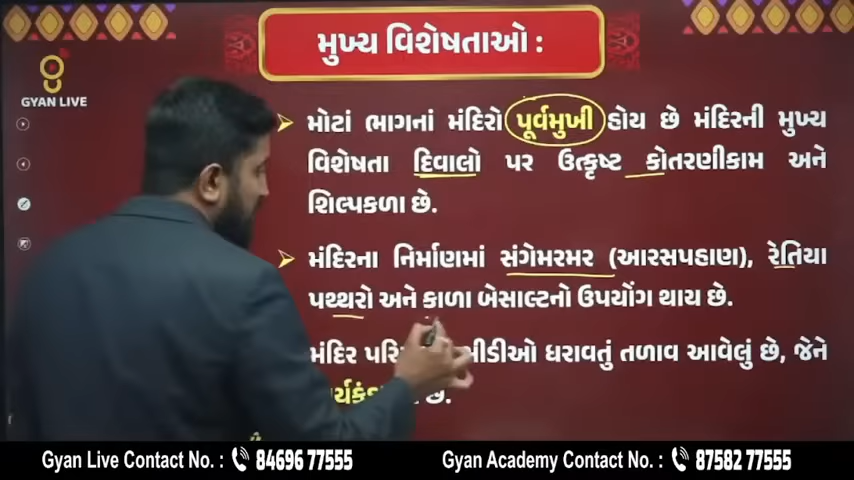 મુખ્ય વિશેષતાઓ :
GYAN LIVE
મોટાં ભાગનાં મંદિરો પૂર્વમુખી હોય છે મંદિરની મુખ્ય
વિશેષતા દિવાલો પર ઉત્કૃષ્ટ કોતરણીકામ અને
શિલ્પકળા છે.
મંદિરના નિર્માણમાં સંગેમરમર (આરસપહાણ), રેતિયા
પથ્થરો અને કાળા બેસાલ્ટનો ઉપયોંગ થાય છે.
મંદિર ધરાવતું તળાવ આવેલું છે, જેને
છે.
Gyan Live Contact No. : 84696 77555
Gyan Academy Contact No. : 87582 77555